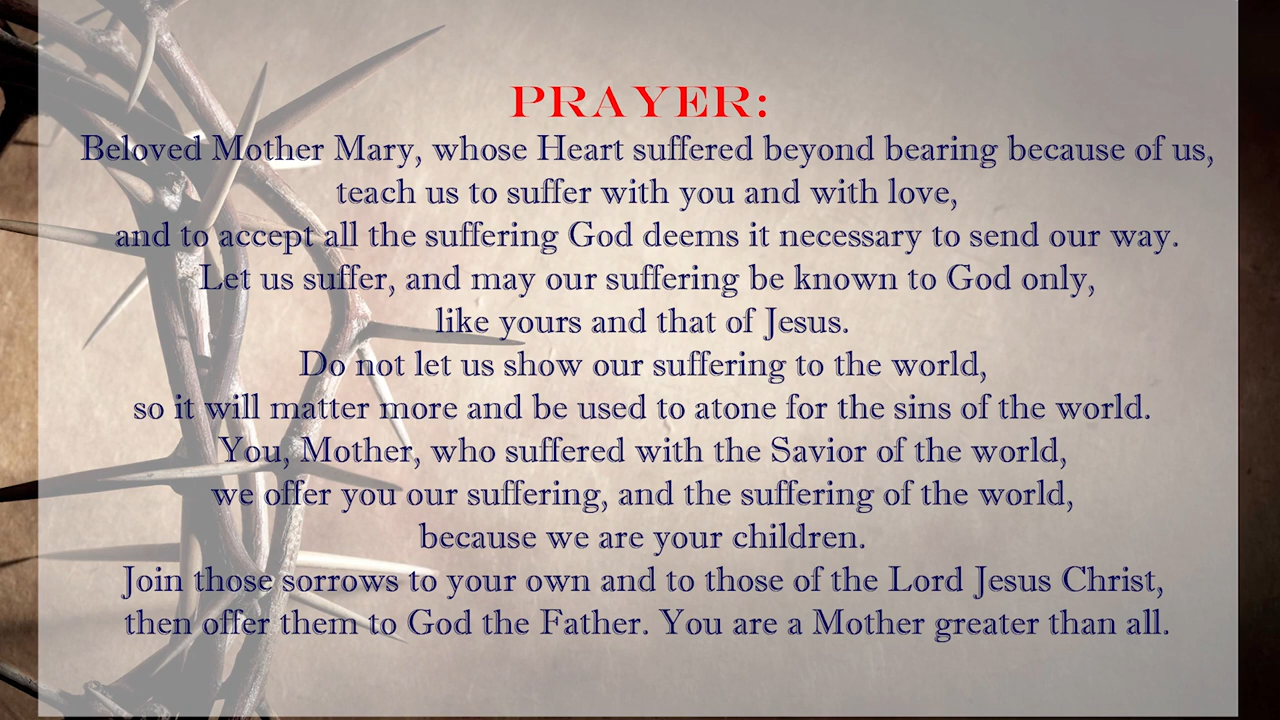 PRAYER:
Beloved Mother Mary, whose Heart suffered beyond bearing because of us,
teach us to suffer with you and with love,
and to accept all the suffering God deems it necessary to send our way.
Let us suffer, and may our suffering be known to God only,
like yours and that of Jesus.
Do not let us show our suffering to the world,
so it will matter more and be used to atone for the sins of the world.
You, Mother, who suffered with the Savior of the world,
we offer you our suffering, and the suffering of the world,
because we are your children.
Join those sorrows to your own and to those of the Lord Jesus Christ,
then offer them to God the Father. You are a Mother greater than all.